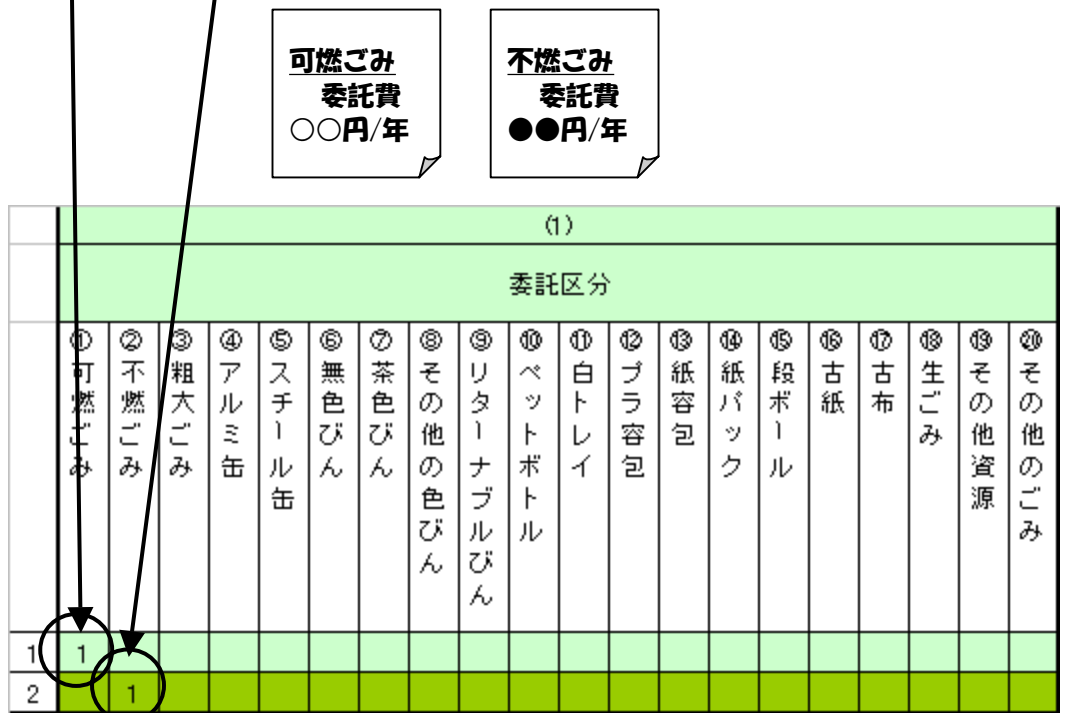 可燃ごみ
委託費
○○円/年
不燃ごみ
委託費
●●円/年
(1)
委託区分
①可燃ごみ
②不燃ごみ
③粗大ごみ
④アルミ缶
⑤スチール缶
⑥無色びん
⑦茶色びん
⑧その他の色びん
⑨リターナブルびん
⑩ペットボトル
⑪白トレイ
⑫プラ容包
⑬紙容包
⑭紙パック
⑮段ボール
⑯古紙
⑰古布
⑱生ごみ
⑲その他資源
⑳その他のごみ
1 1
2 1